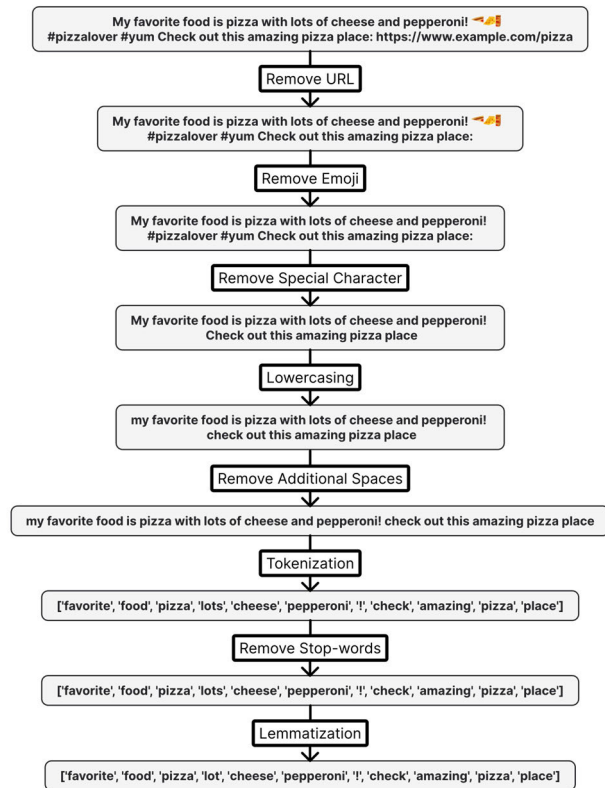 My favorite food is pizza with lots of cheese and pepperoni! 🍕🧀🥓
#pizzalover #yum Check out this amazing pizza place: https://www.example.com/pizza
Remove URL
My favorite food is pizza with lots of cheese and pepperoni! 🍕🧀🥓
#pizzalover #yum Check out this amazing pizza place:
Remove Emoji
My favorite food is pizza with lots of cheese and pepperoni!
#pizzalover #yum Check out this amazing pizza place:
Remove Special Character
My favorite food is pizza with lots of cheese and pepperoni!
Check out this amazing pizza place
Lowercasing
my favorite food is pizza with lots of cheese and pepperoni!
check out this amazing pizza place
Remove Additional Spaces
my favorite food is pizza with lots of cheese and pepperoni! check out this amazing pizza place
Tokenization
['favorite', 'food', 'pizza', 'lots', 'cheese', 'pepperoni', '!', 'check', 'amazing', 'pizza', 'place']
Remove Stop-words
['favorite', 'food', 'pizza', 'lots', 'cheese', 'pepperoni', '!', 'check', 'amazing', 'pizza', 'place']
Lemmatization
['favorite', 'food', 'pizza', 'lot', 'cheese', 'pepperoni', '!', 'check', 'amazing', 'pizza', 'place']